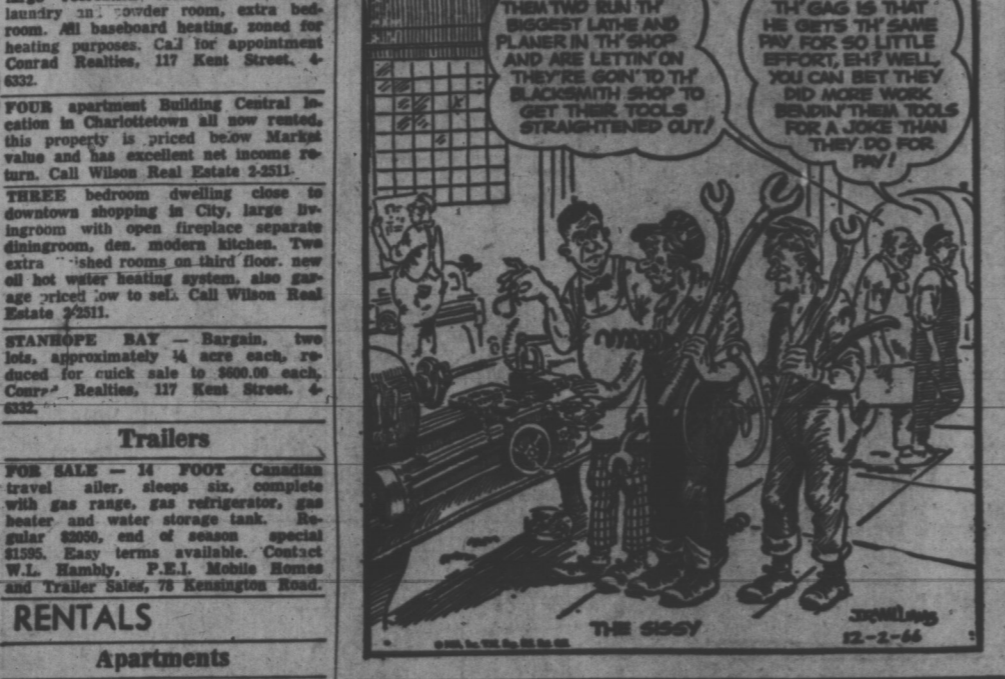 laundry and powder room, extra bed-
room. All baseboard heating, zoned for
heating purposes. Call for appointment
Conrad Realties, 117 Kent Street, 4-
6332.
FOUR apartment Building Central lo-
cation in Charlottetown all now rented,
this property is priced below Market
value and has excellent net income re-
turn. Call Wilson Real Estate 2-2511.
THREE bedroom dwelling close to
downtown shopping in City, large liv-
ingroom with open fireplace separate
diningroom, den. modern kitchen. Two
extra shed rooms on third floor. new
oil hot water heating system, also gar-
age priced low to sell. Call Wilson Real
Estate 2-2511.
STANHOPE BAY — Bargain, two
lots, approximately ¼ acre each, re-
duced for quick sale to $600.00 each,
Conrad Realties, 117 Kent Street. 4-
6332.
Trailers
FOR SALE — 14 FOOT Canadian
travel ailer, sleeps six, complete
with gas range, gas refrigerator, gas
heater and water storage tank. Re-
gular $2050, end of season special
$1595. Easy terms available. Contact
W.L. Hambly, P.E.I. Mobile Homes
and Trailer Sales, 78 Kensington Road.
RENTALS
Apartments
THEM TWO RUN TH'
BIGGEST LATHE AND
PLANER IN TH' SHOP
AND ARE LETTIN' ON
THEY'RE GOIN' TO TH'
BLACKSMITH SHOP TO
GET THEIR TOOLS
STRAIGHTENED OUT!
TH' GAG IS THAT
HE GETS TH' SAME
PAY FOR SO LITTLE
EFFORT, EH? WELL,
YOU CAN BET THEY
DID MORE WORK
BENDIN' THEM TOOLS
FOR A JOKE THAN
THEY DO FOR
PAY!
THE SISSY
J.R. WILLIAMS
12-2-66